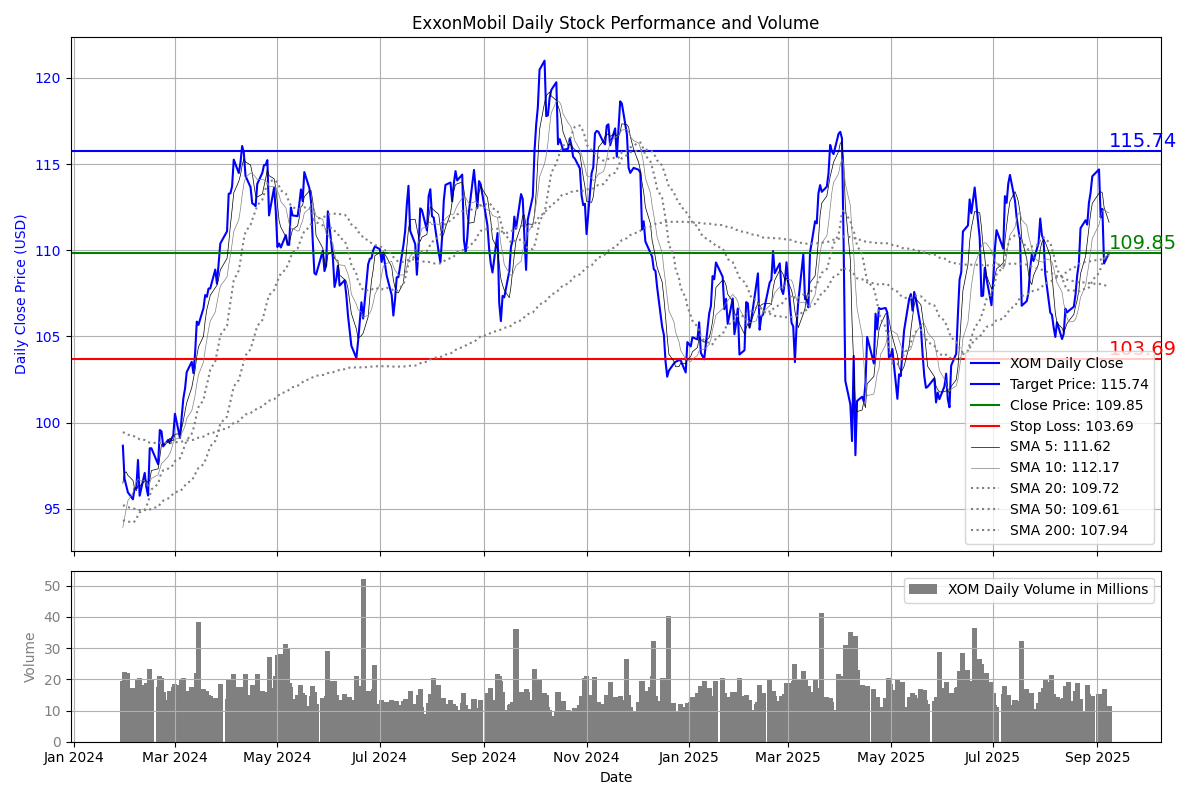 ExxonMobil Daily Stock Performance and Volume
Daily Close Price (USD)
120
115
110
105
100
95
115.74
109.85
103.69
XOM Daily Close
Target Price: 115.74
Close Price: 109.85
Stop Loss: 103.69
SMA 5: 111.62
SMA 10: 112.17
SMA 20: 109.72
SMA 50: 109.61
SMA 200: 107.94
Volume
50
40
30
20
10
0
XOM Daily Volume in Millions
Jan 2024 Mar 2024 May 2024 Jul 2024 Sep 2024 Nov 2024 Jan 2025 Mar 2025 May 2025 Jul 2025 Sep 2025
Date